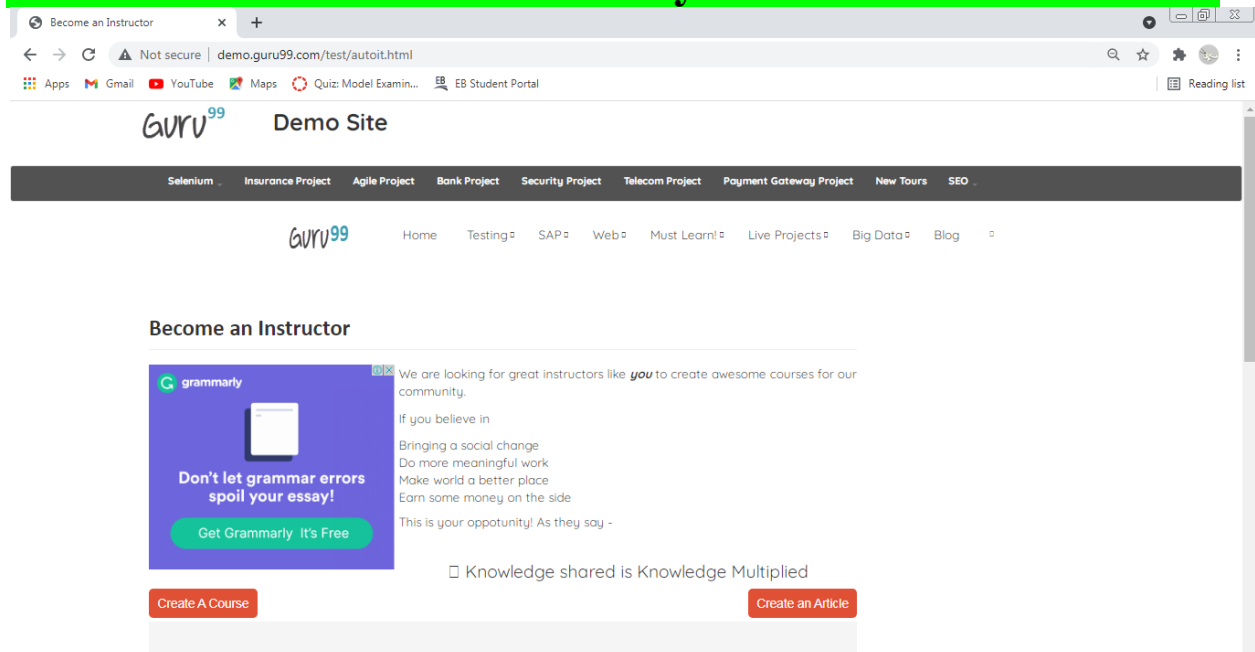 Become an Instructor
Not secure | demo.guru99.com/test/autoit.html
Apps Gmail YouTube Maps Quiz: Model Examin... EB Student Portal Reading list
Guru99 Demo Site
Selenium Insurance Project Agile Project Bank Project Security Project Telecom Project Payment Gateway Project New Tours SEO
Guru99 Home Testing SAP Web Must Learn! Live Projects Big Data Blog
Become an Instructor
grammarly
Don't let grammar errors
spoil your essay!
Get Grammarly It's Free
We are looking for great instructors like you to create awesome courses for our
community.
If you believe in
Bringing a social change
Do more meaningful work
Make world a better place
Earn some money on the side
This is your oppotunity! As they say -
Knowledge shared is Knowledge Multiplied
Create A Course Create an Article